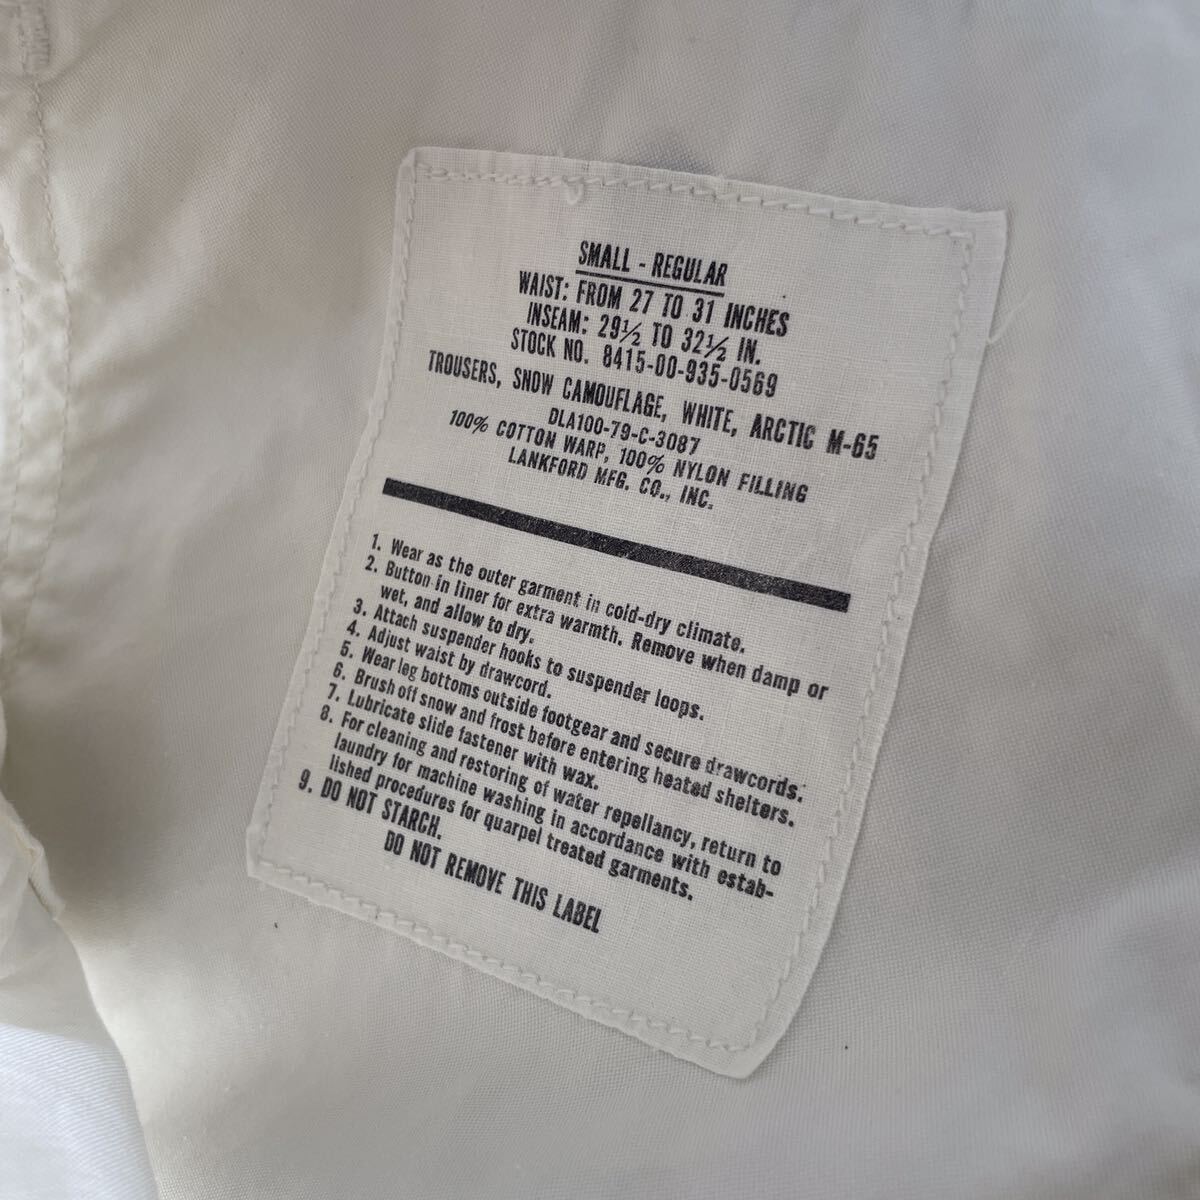 SMALL - REGULAR
WAIST: FROM 27 TO 31 INCHES
INSEAM: 29½ TO 32½ IN.
STOCK NO. 8415-00-935-0569
TROUSERS, SNOW CAMOUFLAGE, WHITE, ARCTIC M-65
DLA100-79-C-3087
100% COTTON WARP, 100% NYLON FILLING
LANKFORD MFG. CO., INC.
1. Wear as the outer garment in cold-dry climate.
2. Button-in liner for extra warmth. Remove when damp or
wet, and allow to dry.
3. Attach suspender hooks to suspender loops.
4. Adjust waist by drawcord.
5. Wear leg bottoms outside footgear and secure drawcords.
6. Brush off snow and frost before entering heated shelters.
7. Lubricate slide fastener with wax.
8. For cleaning and restoring of water repellancy, return to
laundry for machine washing in accordance with estab-
lished procedures for quarpel treated garments.
9. DO NOT STARCH.
DO NOT REMOVE THIS LABEL